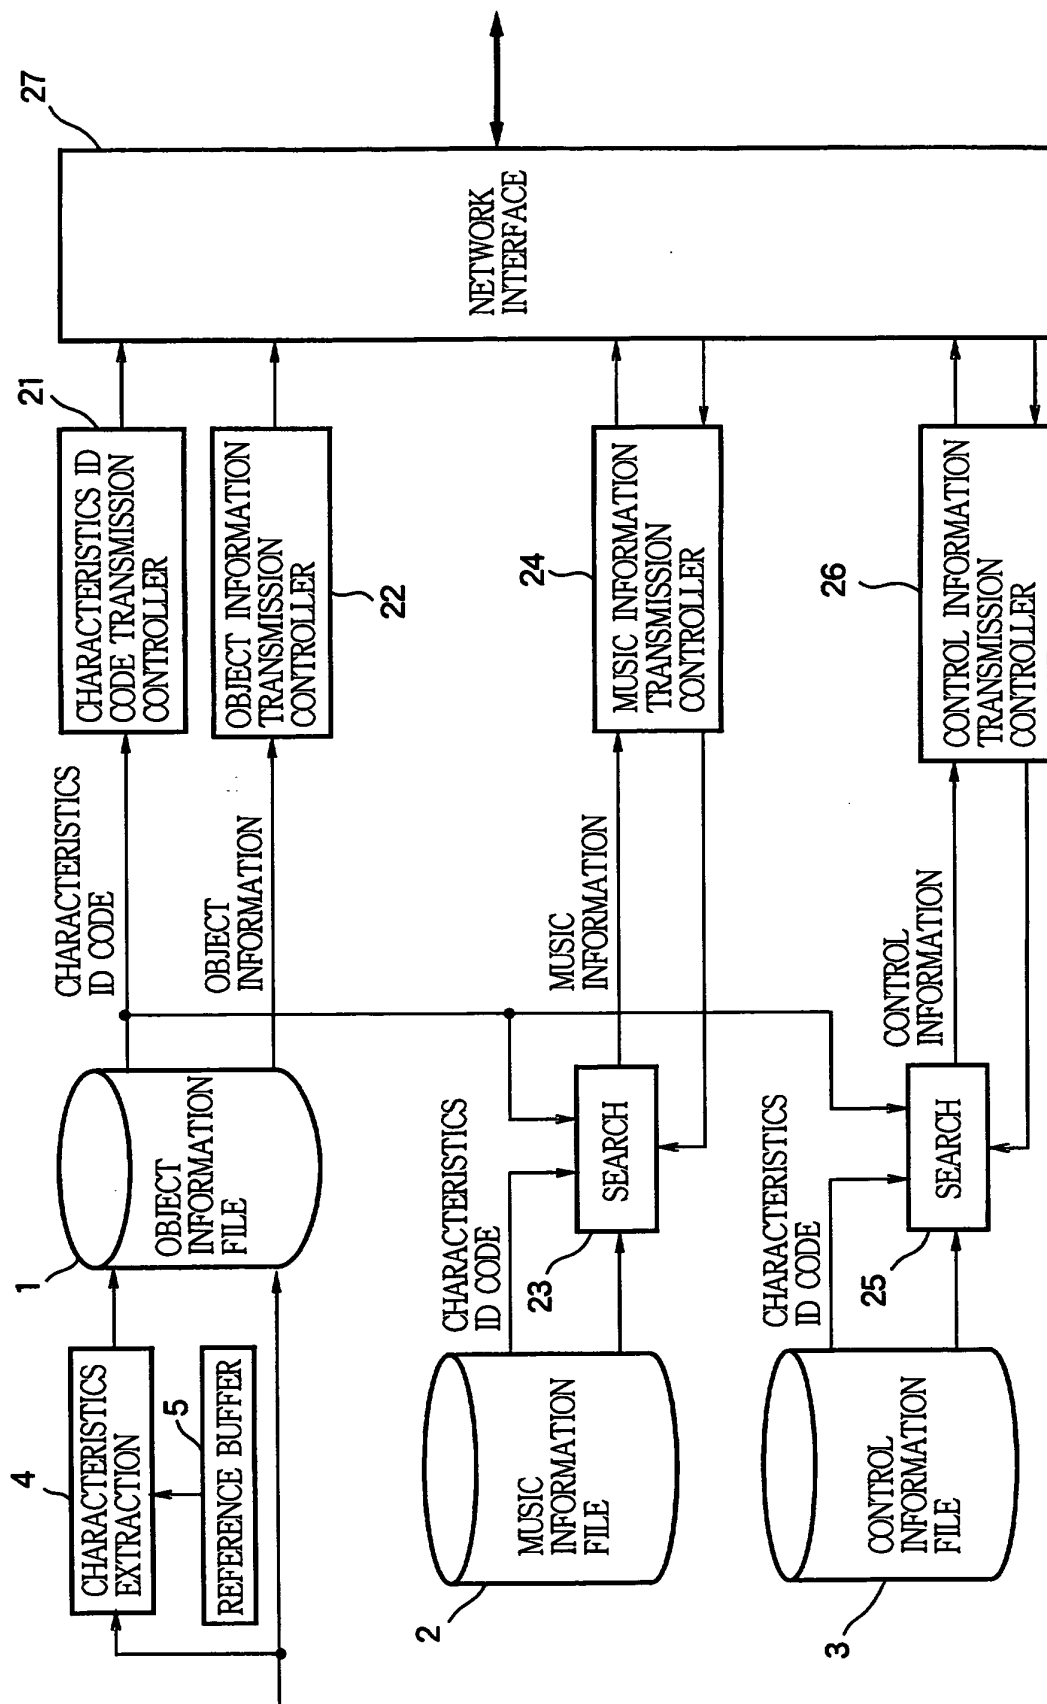 4
CHARACTERISTICS
EXTRACTION
5
REFERENCE BUFFER
1
OBJECT
INFORMATION
FILE
CHARACTERISTICS
ID CODE
OBJECT
INFORMATION
21
CHARACTERISTICS ID
CODE TRANSMISSION
CONTROLLER
OBJECT INFORMATION
TRANSMISSION
CONTROLLER
22
27
NETWORK
INTERFACE
2
MUSIC
INFORMATION
FILE
CHARACTERISTICS
ID CODE
23
SEARCH
MUSIC
INFORMATION
24
MUSIC INFORMATION
TRANSMISSION
CONTROLLER
3
CONTROL
INFORMATION
FILE
CHARACTERISTICS
ID CODE
25
SEARCH
CONTROL
INFORMATION
26
CONTROL INFORMATION
TRANSMISSION
CONTROLLER